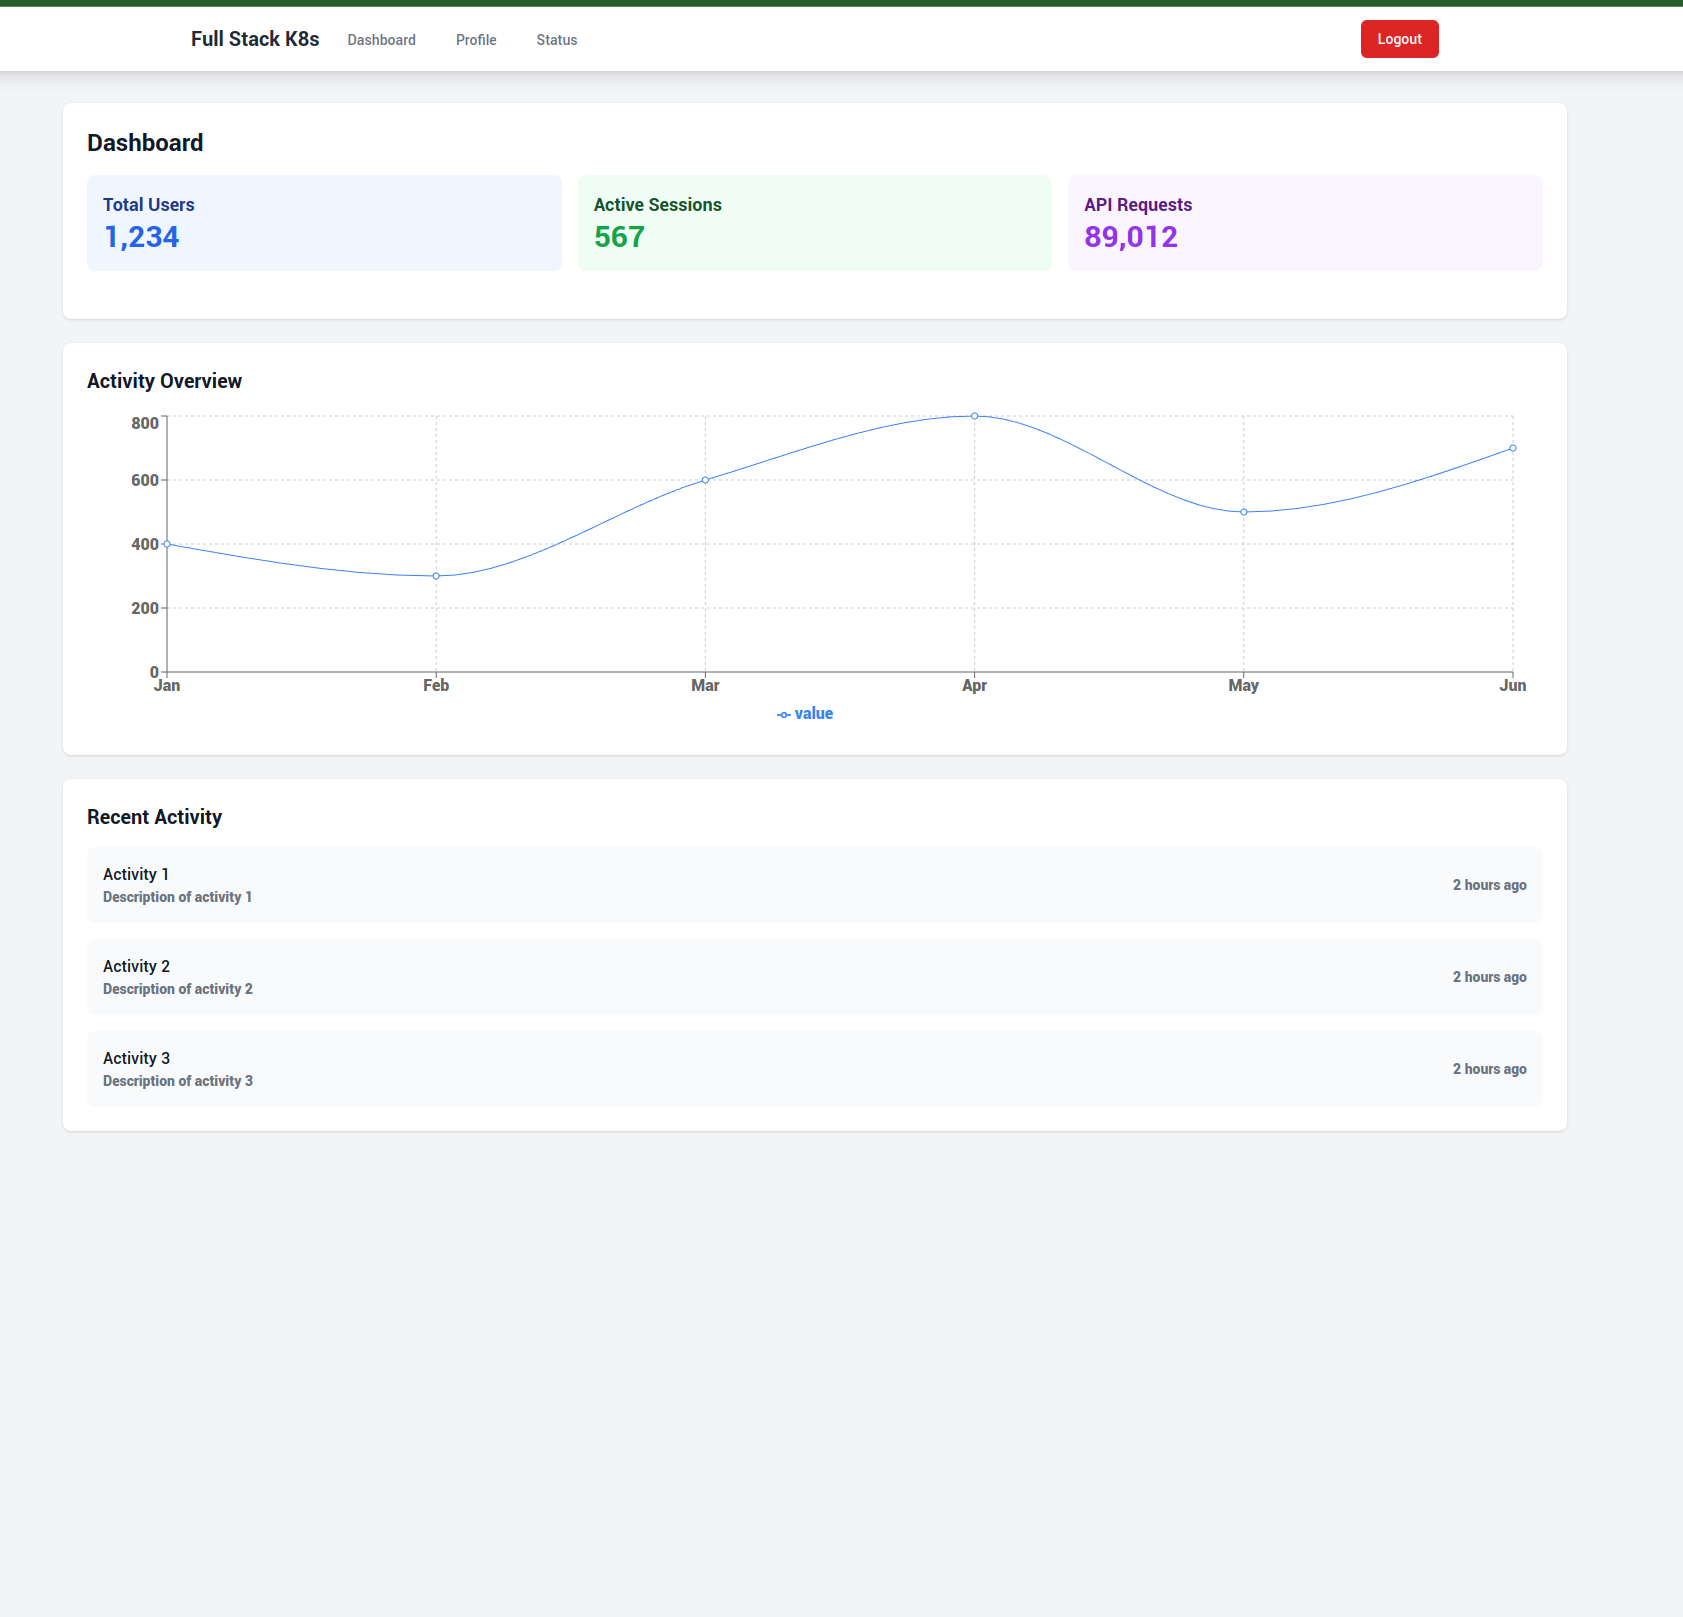 Full Stack K8s
Dashboard
Profile
Status
Logout
Dashboard
Total Users
1,234
Active Sessions
567
API Requests
89,012
Activity Overview
800
600
400
200
0
Jan
Feb
Mar
Apr
May
Jun
value
Recent Activity
Activity 1
Description of activity 1
2 hours ago
Activity 2
Description of activity 2
2 hours ago
Activity 3
Description of activity 3
2 hours ago